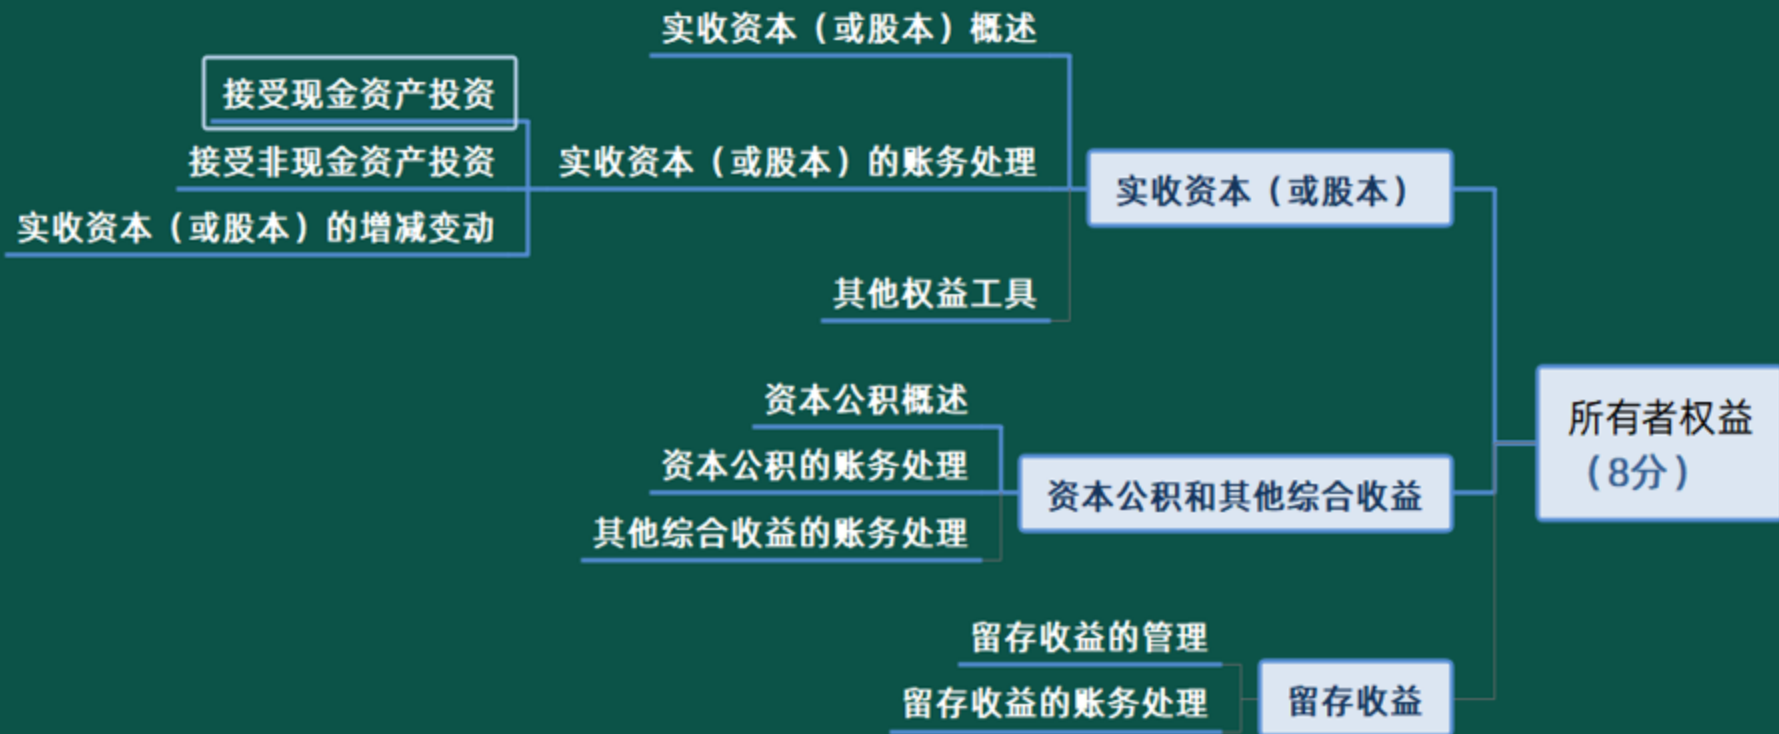 实收资本（或股本）概述
接受现金资产投资
接受非现金资产投资
实收资本（或股本）的账务处理
实收资本（或股本）
实收资本（或股本）的增减变动
其他权益工具
资本公积概述
所有者权益
（8分）
资本公积的账务处理
资本公积和其他综合收益
其他综合收益的账务处理
留存收益的管理
留存收益的账务处理
留存收益